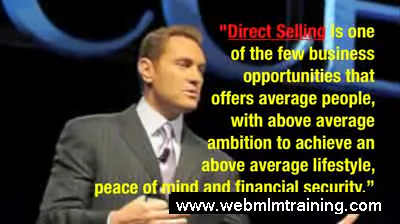 "Direct Selling is one
of the few business
opportunities that
offers average people,
with above average
ambition to achieve an
above average lifestyle,
peace of mind and financial security."
www.webmlmtraining.com